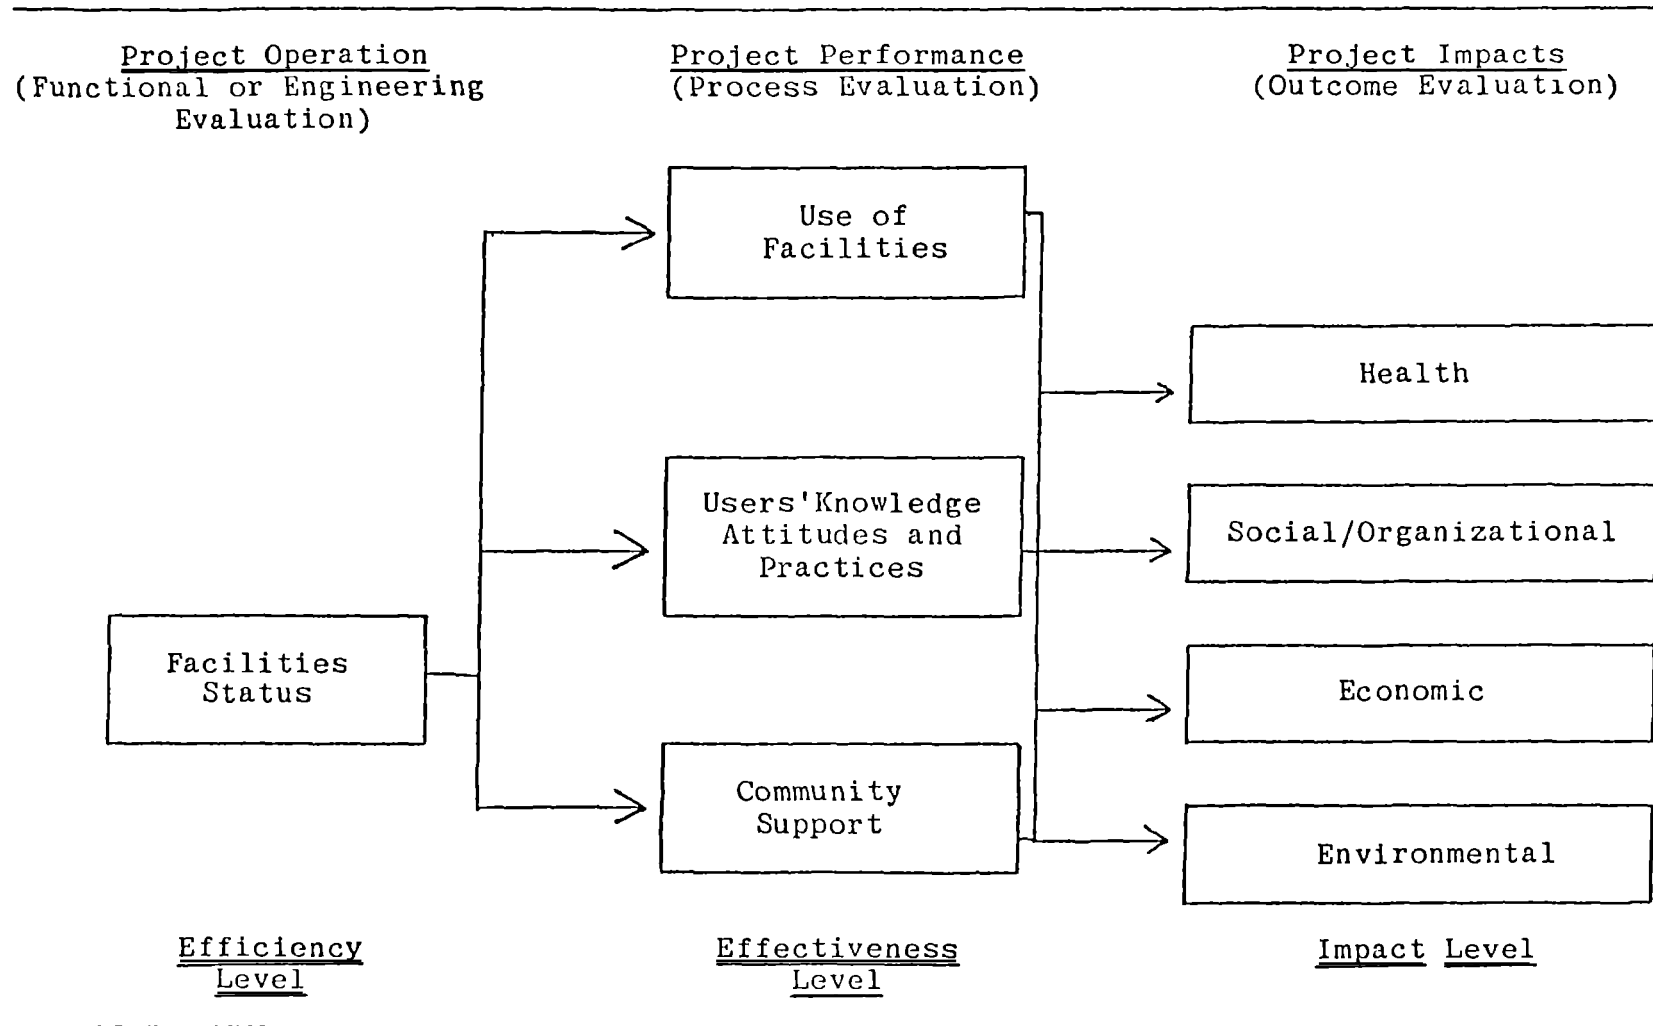 Project Operation
(Functional or Engineering
Evaluation)
Project Performance
(Process Evaluation)
Project Impacts
(Outcome Evaluation)
Use of
Facilities
Health
Users'Knowledge
Attitudes and
Practices
Social/Organizational
Facilities
Status
Economic
Community
Support
Environmental
Efficiency
Level
Effectiveness
Level
Impact Level